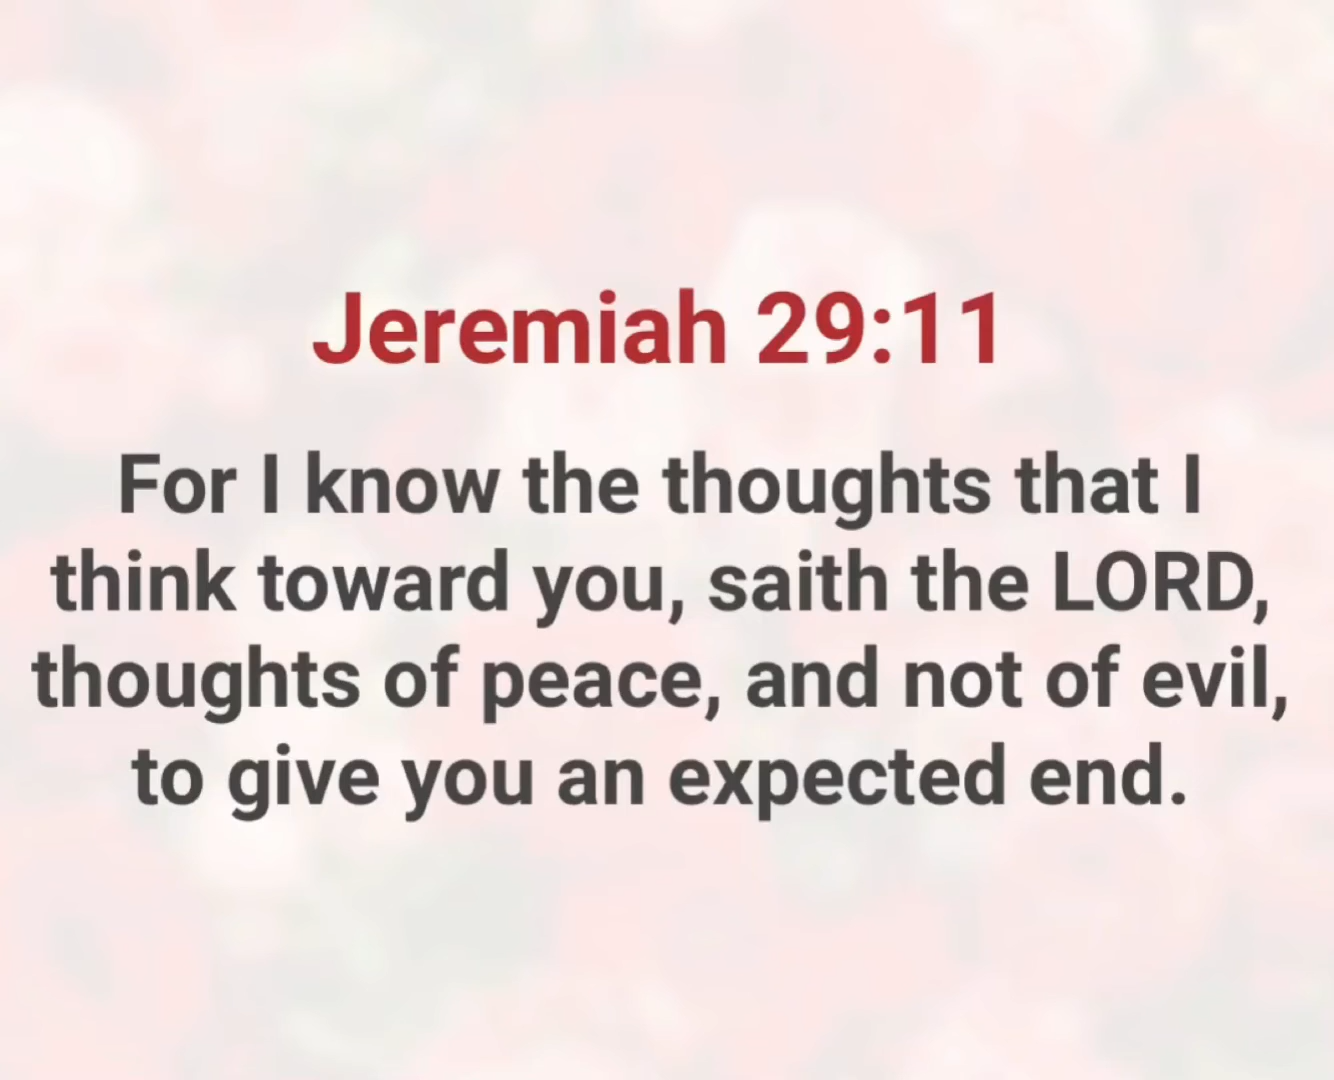 Jeremiah 29:11
For I know the thoughts that I
think toward you, saith the LORD,
thoughts of peace, and not of evil,
to give you an expected end.